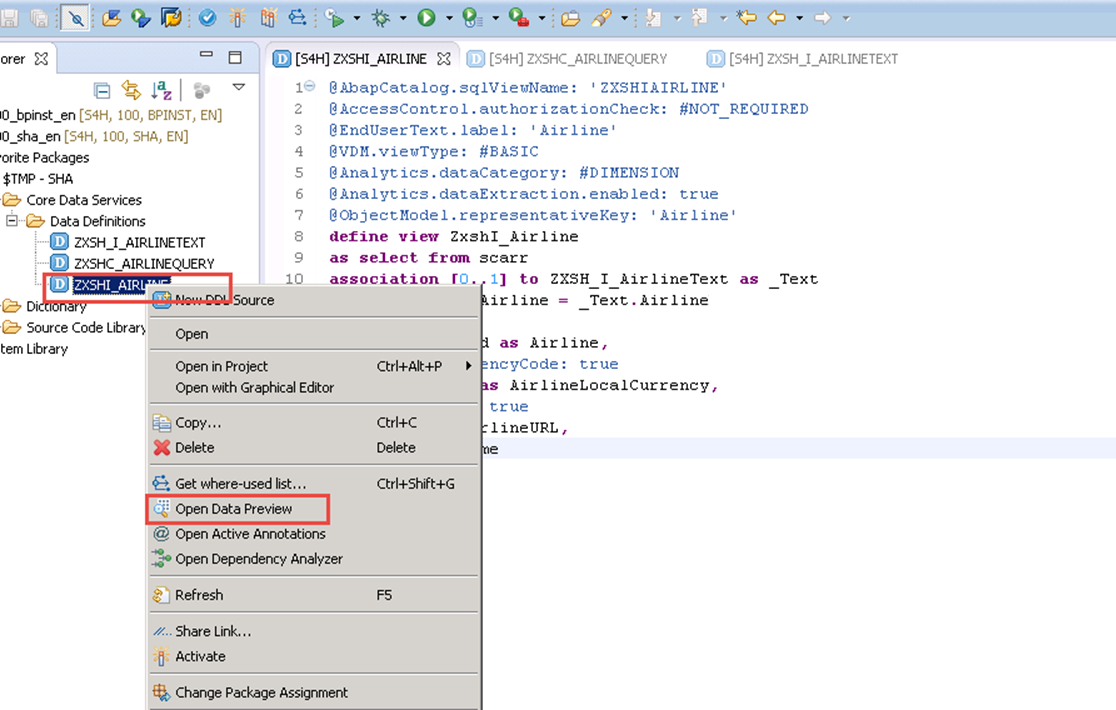 orer
[S4H] ZXSHI_AIRLINE
[S4H] ZXSHC_AIRLINEQUERY
[S4H] ZXSH_I_AIRLINETEXT
00_bpinst_en [S4H, 100, BPINST, EN]
00_sha_en [S4H, 100, SHA, EN]
vorite Packages
$TMP - SHA
Core Data Services
Data Definitions
ZXSH_I_AIRLINETEXT
ZXSHC_AIRLINEQUERY
ZXSHI_AIRLINE
Dictionary
Source Code Library
tem Library
1 @AbapCatalog.sqlViewName: 'ZXSHIAIRLINE'
2 @AccessControl.authorizationCheck: #NOT_REQUIRED
3 @EndUserText.label: 'Airline'
4 @VDM.viewType: #BASIC
5 @Analytics.dataCategory: #DIMENSION
6 @Analytics.dataExtraction.enabled: true
7 @ObjectModel.representativeKey: 'Airline'
8 define view ZxshI_Airline
9 as select from scarr
10 association [0..1] to ZXSH_I_AirlineText as _Text
Airline = _Text.Airline
d as Airline,
encyCode: true
as AirlineLocalCurrency,
true
rlineURL,
me
New DDL Source
Open
Open in Project Ctrl+Alt+P
Open with Graphical Editor
Copy... Ctrl+C
Delete Delete
Get where-used list... Ctrl+Shift+G
Open Data Preview
Open Active Annotations
Open Dependency Analyzer
Refresh F5
Share Link...
Activate
Change Package Assignment